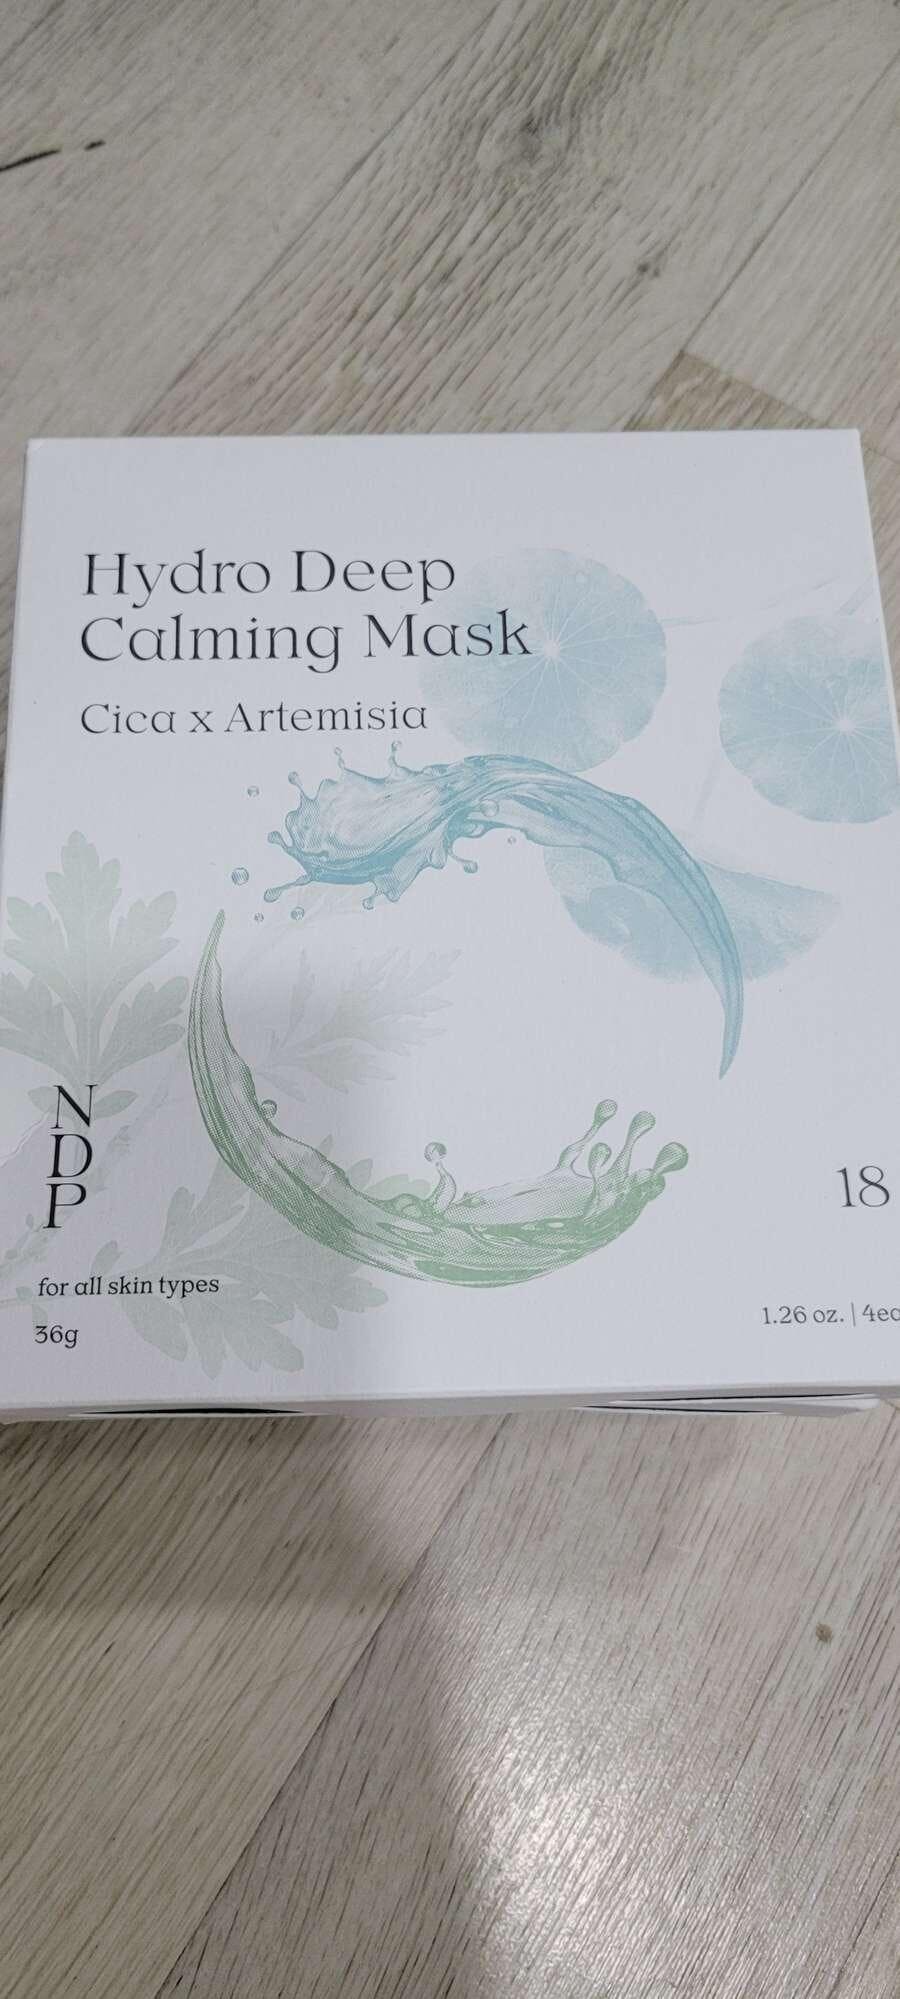 Hydro Deep
Calming Mask
Cica x Artemisia
N
D
P
18
for all skin types
36g
1.26 oz. | 4ea